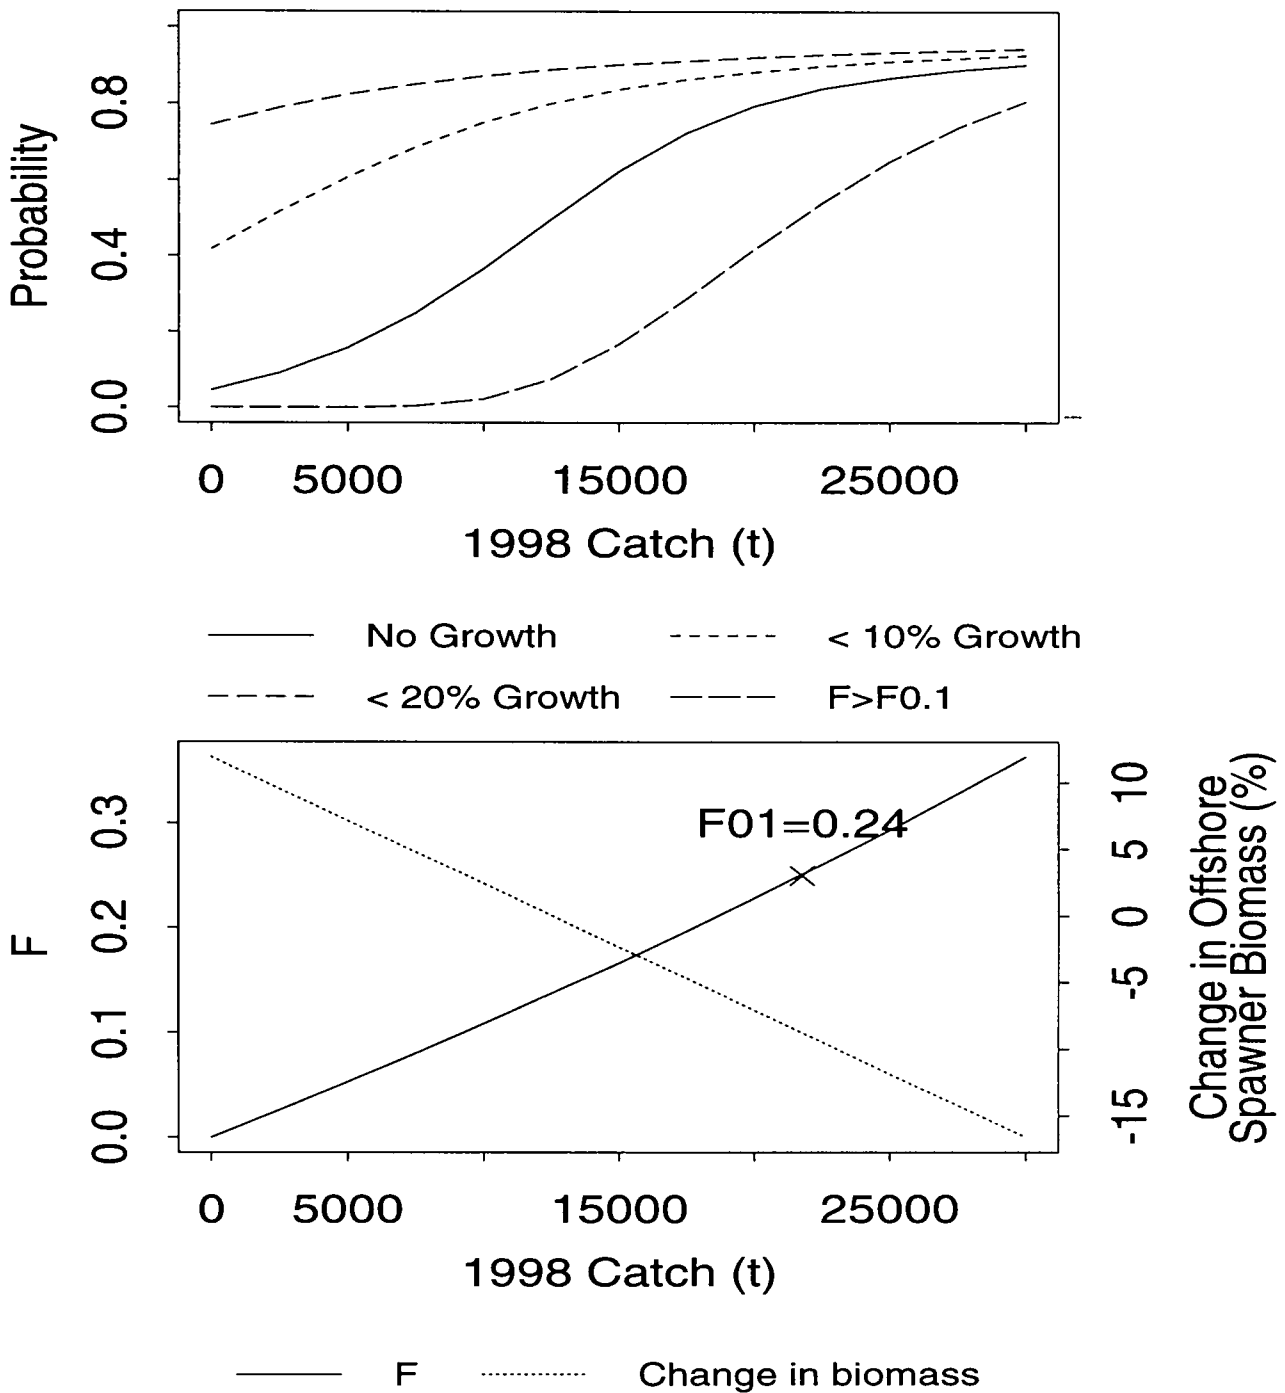 Probability
0.8
0.4
0.0
0 5000 15000 25000
1998 Catch (t)
No Growth < 10% Growth
< 20% Growth F>F0.1
F
0.3
0.2
0.1
0.0
F01=0.24
10
5
0
-5
-15
Change in Offshore
Spawner Biomass (%)
0 5000 15000 25000
1998 Catch (t)
F Change in biomass